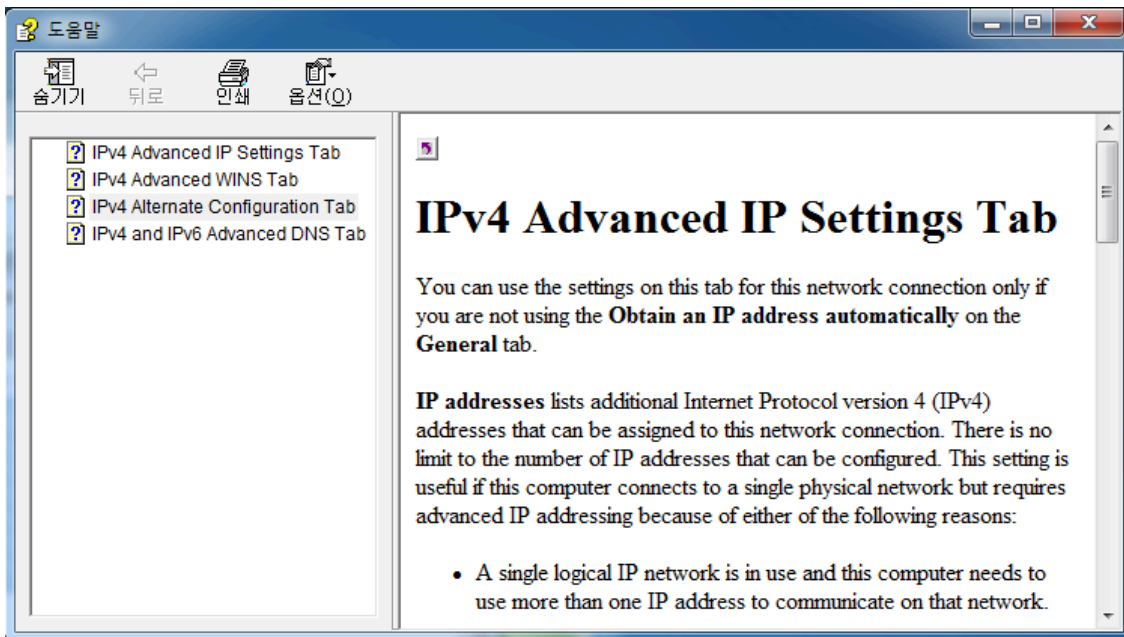 도움말
숨기기 뒤로 인쇄 옵션(O)
IPv4 Advanced IP Settings Tab
IPv4 Advanced WINS Tab
IPv4 Alternate Configuration Tab
IPv4 and IPv6 Advanced DNS Tab
IPv4 Advanced IP Settings Tab
You can use the settings on this tab for this network connection only if
you are not using the Obtain an IP address automatically on the
General tab.
IP addresses lists additional Internet Protocol version 4 (IPv4)
addresses that can be assigned to this network connection. There is no
limit to the number of IP addresses that can be configured. This setting is
useful if this computer connects to a single physical network but requires
advanced IP addressing because of either of the following reasons:
• A single logical IP network is in use and this computer needs to
use more than one IP address to communicate on that network.